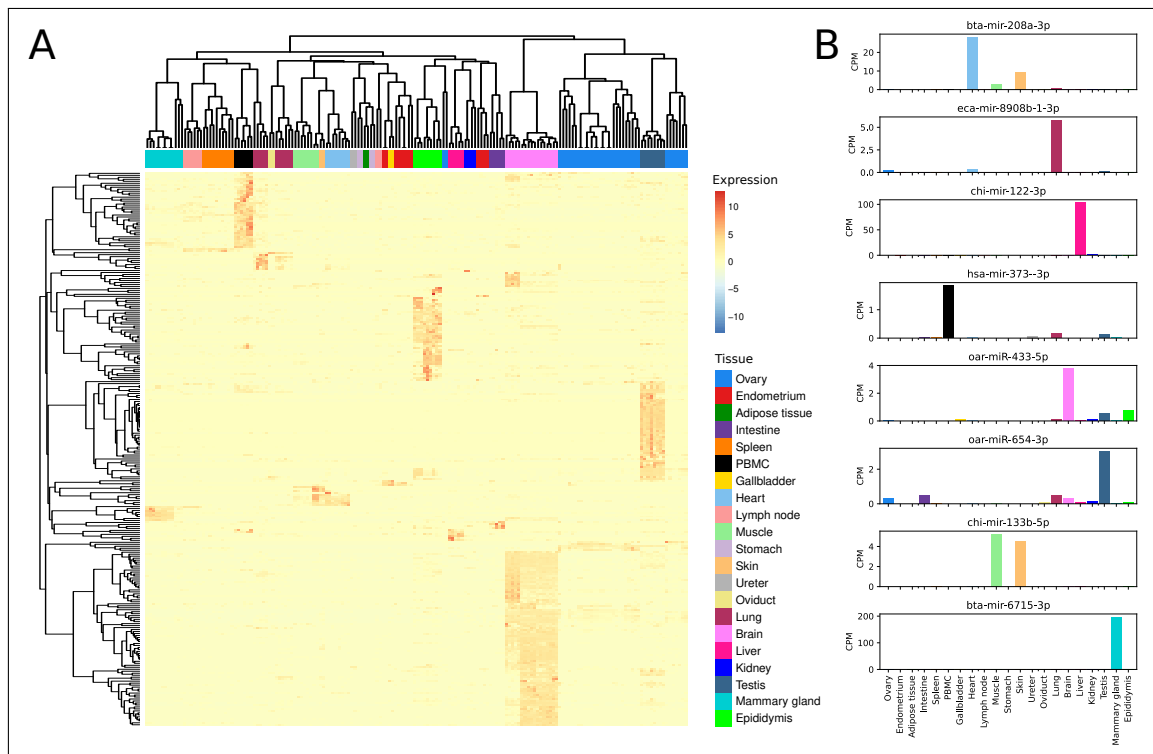 A
B
Expression
10
5
0
−5
−10
Tissue
Ovary
Endometrium
Adipose tissue
Intestine
Spleen
PBMC
Gallbladder
Heart
Lymph node
Muscle
Stomach
Skin
Ureter
Oviduct
Lung
Brain
Liver
Kidney
Testis
Mammary gland
Epididymis
bta-mir-208a-3p
CPM
20
10
0
eca-mir-8908b-1-3p
CPM
5.0
2.5
0.0
chi-mir-122-3p
CPM
100
50
0
hsa-mir-373--3p
CPM
1
0
oar-miR-433-5p
CPM
4
2
0
oar-miR-654-3p
CPM
2
0
chi-mir-133b-5p
CPM
4
2
0
bta-mir-6715-3p
CPM
200
100
0
Ovary
Endometrium
Adipose tissue
Intestine
Spleen
PBMC
Gallbladder
Heart
Lymph node
Muscle
Stomach
Skin
Ureter
Oviduct
Lung
Brain
Liver
Kidney
Testis
Mammary gland
Epididymis